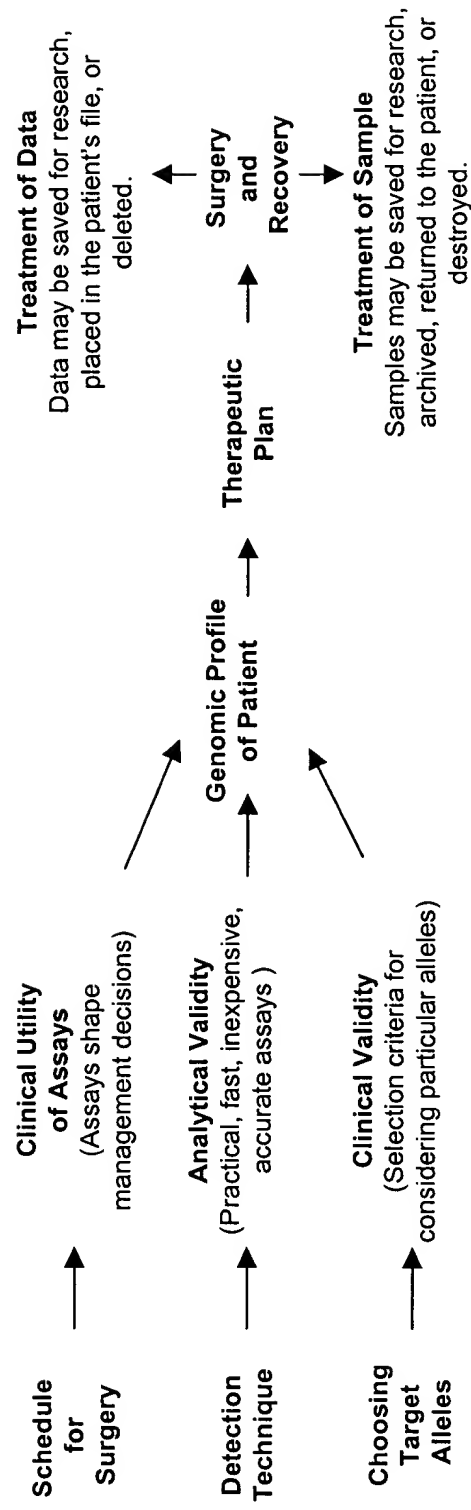 Schedule
for
Surgery
Clinical Utility
of Assays
(Assays shape
management decisions)
Detection
Technique
Analytical Validity
(Practical, fast, inexpensive,
accurate assays )
Choosing
Target
Alleles
Clinical Validity
(Selection criteria for
considering particular alleles)
Genomic Profile
of Patient
Therapeutic
Plan
Surgery
and
Recovery
Treatment of Data
Data may be saved for research,
placed in the patient's file, or
deleted.
Treatment of Sample
Samples may be saved for research,
archived, returned to the patient, or
destroyed.